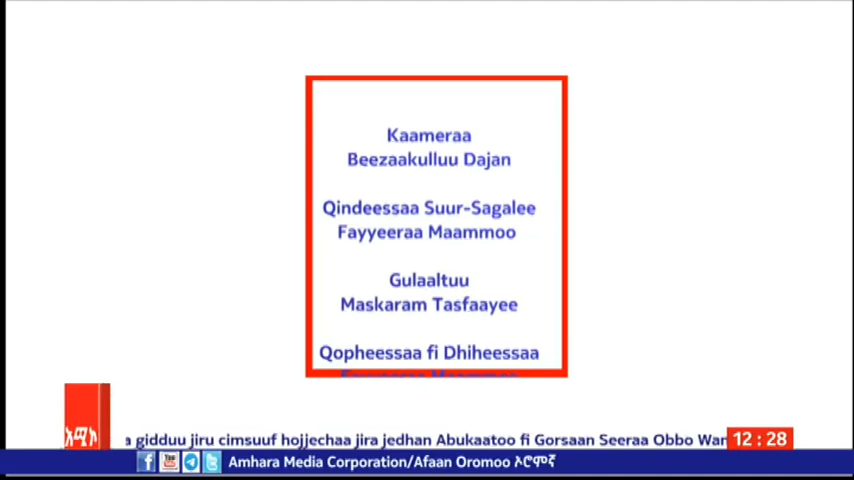 Kaameraa
Beezaakulluu Dajan
Qindeessaa Suur-Sagalee
Fayyeeraa Maammoo
Gulaaltuu
Maskaram Tasfaayee
Qopheessaa fi Dhiheessaa
አሚኮ
a gidduu jiru cimsuuf hojjechaa jira jedhan Abukaatoo fi Gorsaan Seeraa Obbo
12:28
Amhara Media Corporation/Afaan Oromoo ኦሮምኛ